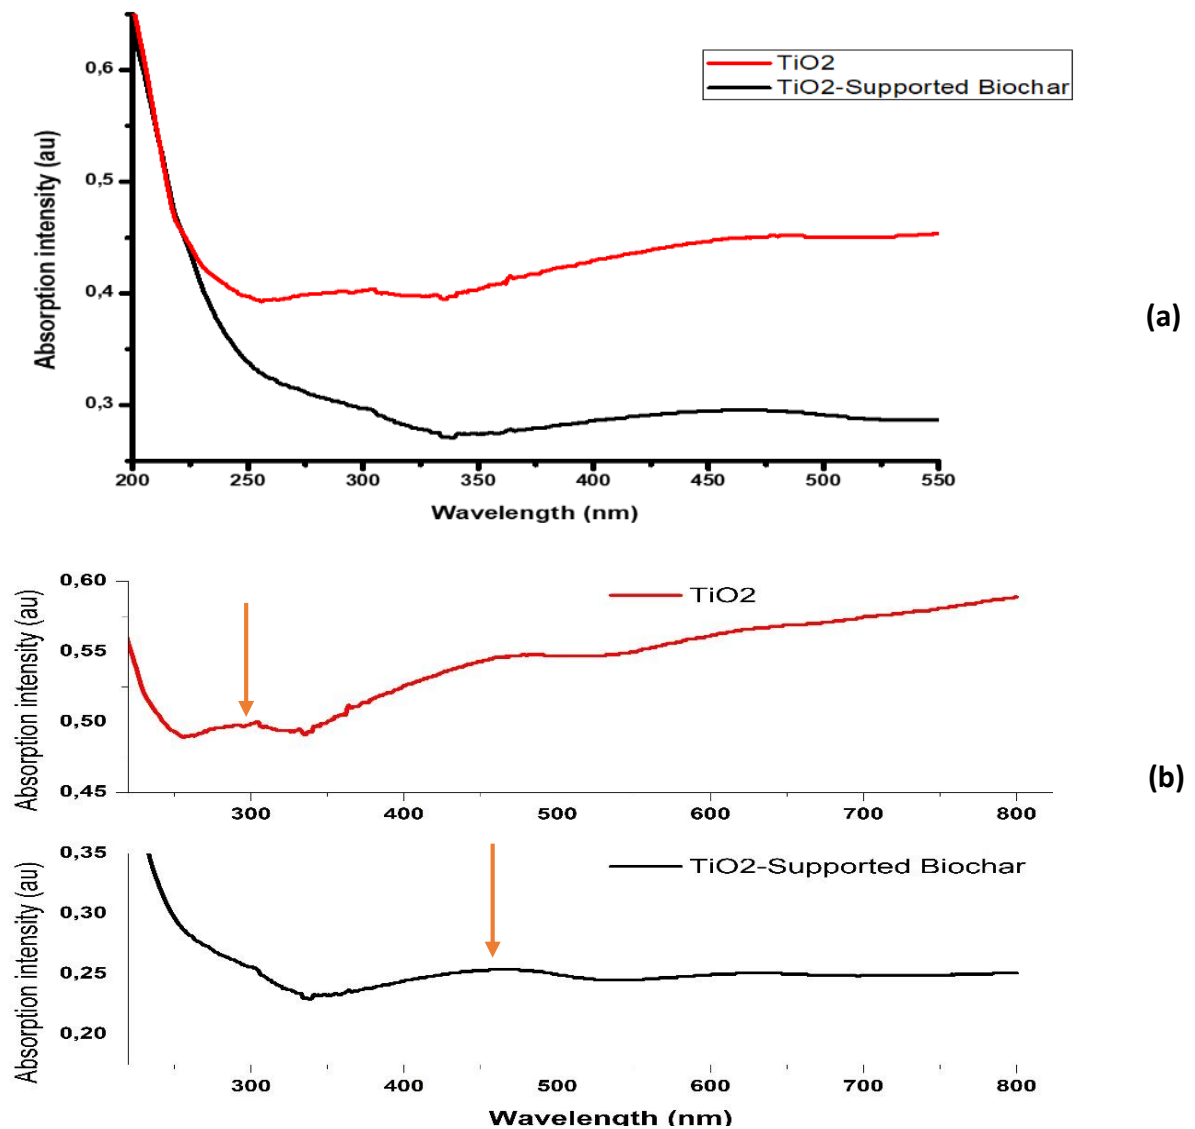 TiO2
TiO2-Supported Biochar
Absorption intensity (au)
0,6
0,5
0,4
0,3
200 250 300 350 400 450 500 550
Wavelength (nm)
(a)
TiO2
Absorption intensity (au)
0,60
0,55
0,50
0,45
300 400 500 600 700 800
(b)
TiO2-Supported Biochar
Absorption intensity (au)
0,35
0,30
0,25
0,20
300 400 500 600 700 800
Wavelength (nm)